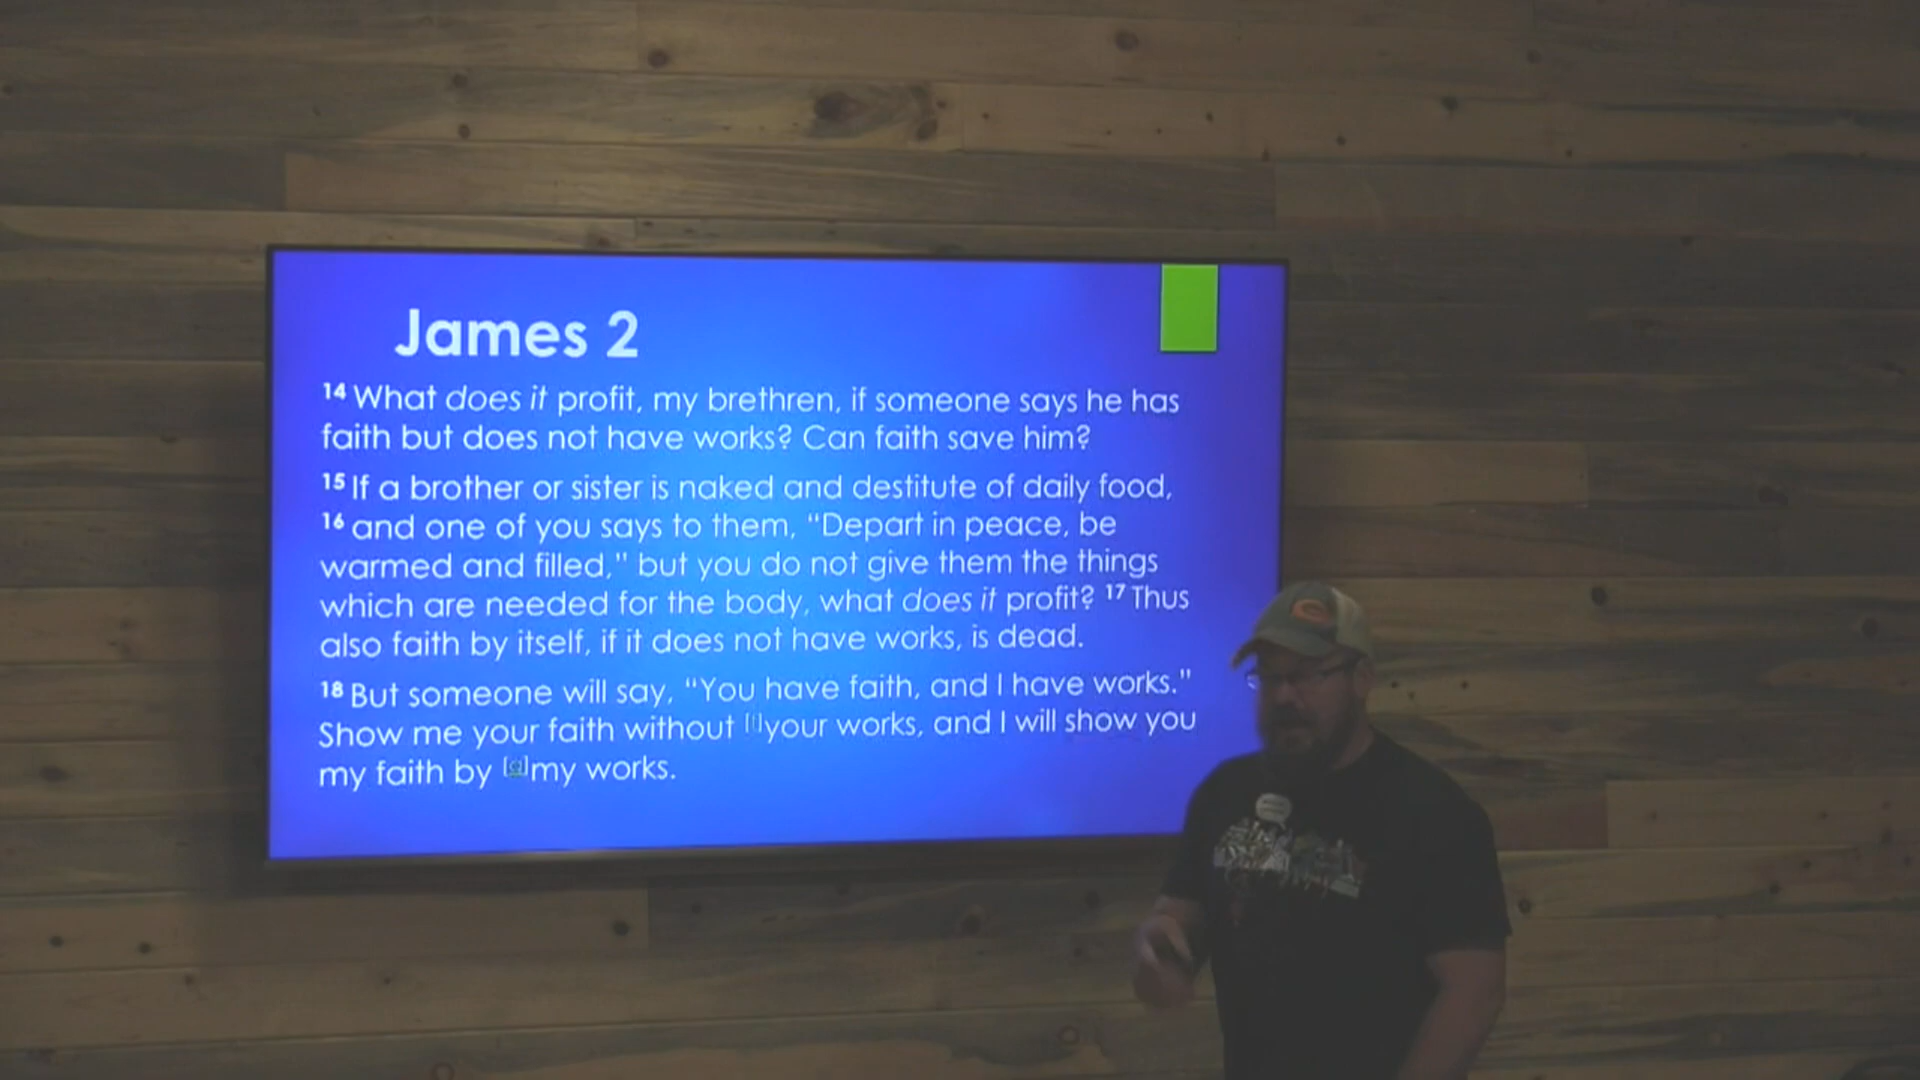 James 2
14 What does it profit, my brethren, if someone says he has
faith but does not have works? Can faith save him?
15 If a brother or sister is naked and destitute of daily food,
16 and one of you says to them, “Depart in peace, be
warmed and filled,” but you do not give them the things
which are needed for the body, what does it profit? 17 Thus
also faith by itself, if it does not have works, is dead.
18 But someone will say, “You have faith, and I have works.”
Show me your faith without [f]your works, and I will show you
my faith by [g]my works.